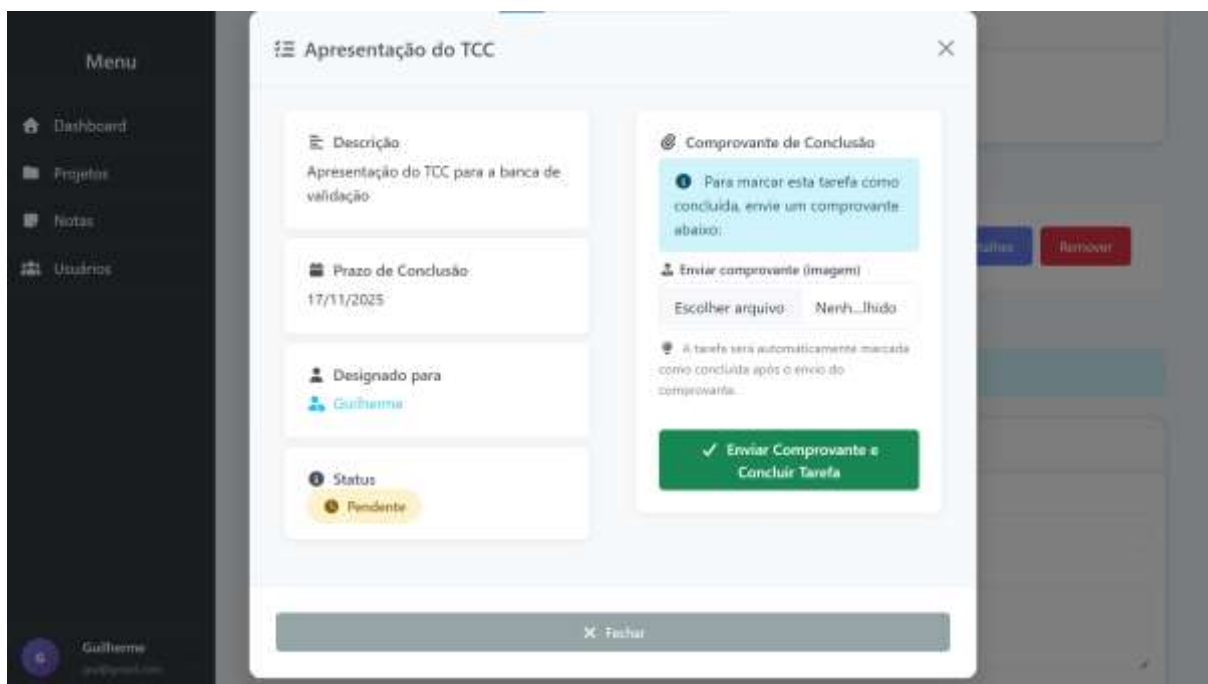 Menu
Dashboard
Projetos
Notas
Usuários
Guilherme
G
Apresentação do TCC
Descrição
Apresentação do TCC para a banca de
validação
Prazo de Conclusão
17/11/2025
Designado para
Guilherme
Status
Pendente
Comprovante de Conclusão
Para marcar esta tarefa como
concluída, envie um comprovante
abaixo:
Enviar comprovante (imagem)
Escolher arquivo Nenh...lhido
A tarefa será automaticamente marcada
como concluída após o envio do
comprovante.
Enviar Comprovante e
Concluir Tarefa
Fechar
Remover